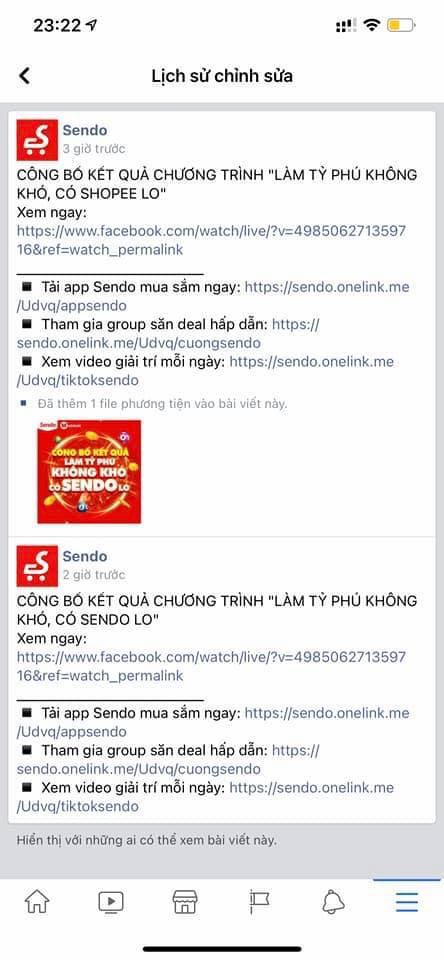 23:22
Lịch sử chỉnh sửa
Sendo
3 giờ trước
CÔNG BỐ KẾT QUẢ CHƯƠNG TRÌNH "LÀM TỶ PHÚ KHÔNG
KHÓ, CÓ SHOPEE LO"
Xem ngay:
https://www.facebook.com/watch/live/?v=4985062713597
16&ref=watch_permalink
◾ Tải app Sendo mua sắm ngay: https://sendo.onelink.me
/Udvq/appsendo
◾ Tham gia group săn deal hấp dẫn: https://
sendo.onelink.me/Udvq/cuongsendo
◾ Xem video giải trí mỗi ngày: https://sendo.onelink.me
/Udvq/tiktoksendo
Đã thêm 1 file phương tiện vào bài viết này.
Sendo
CÔNG BỐ KẾT QUẢ
LÀM TỶ PHÚ
KHÔNG KHÓ
CÓ SENDO LO
Sendo
2 giờ trước
CÔNG BỐ KẾT QUẢ CHƯƠNG TRÌNH "LÀM TỶ PHÚ KHÔNG
KHÓ, CÓ SENDO LO"
Xem ngay:
https://www.facebook.com/watch/live/?v=4985062713597
16&ref=watch_permalink
◾ Tải app Sendo mua sắm ngay: https://sendo.onelink.me
/Udvq/appsendo
◾ Tham gia group săn deal hấp dẫn: https://
sendo.onelink.me/Udvq/cuongsendo
◾ Xem video giải trí mỗi ngày: https://sendo.onelink.me
/Udvq/tiktoksendo
Hiển thị với những ai có thể xem bài viết này.